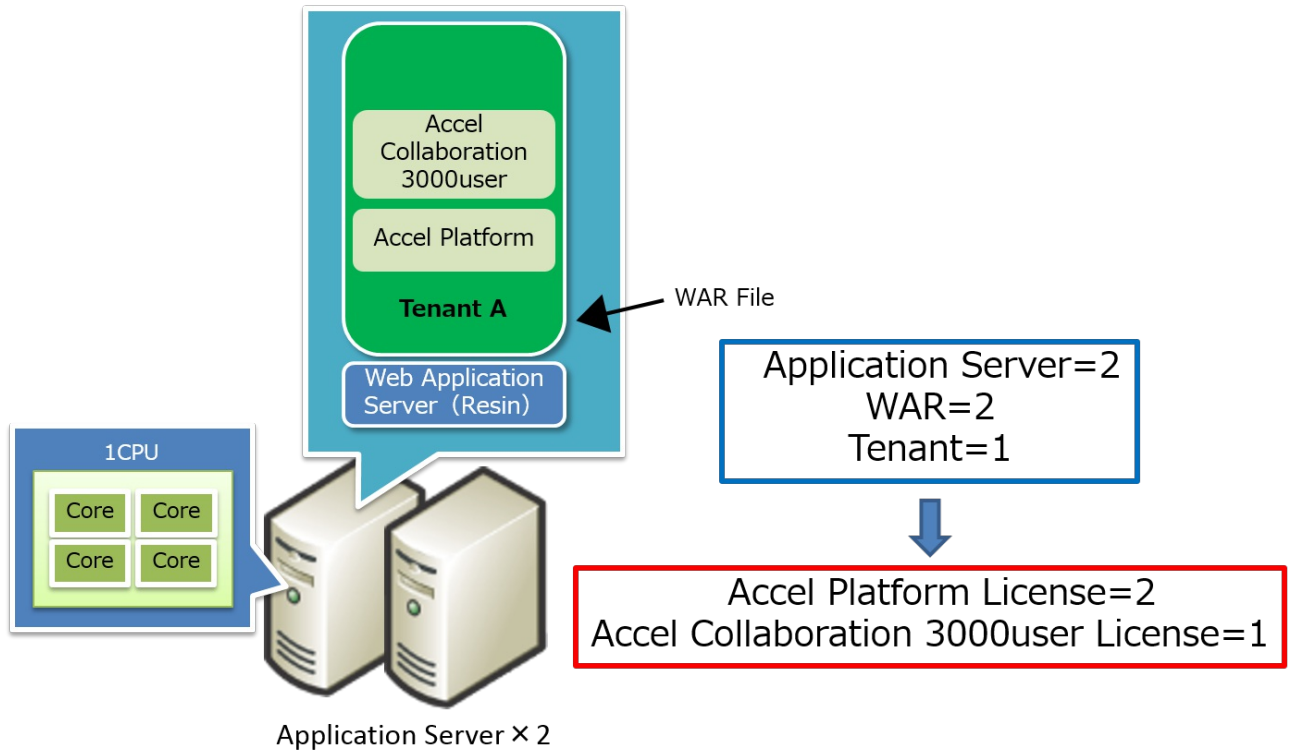 Accel
Collaboration
3000user
Accel Platform
Tenant A
WAR File
Web Application
Server（Resin）
Application Server=2
WAR=2
Tenant=1
1CPU
Core
Core
Core
Core
Accel Platform License=2
Accel Collaboration 3000user License=1
Application Server×2